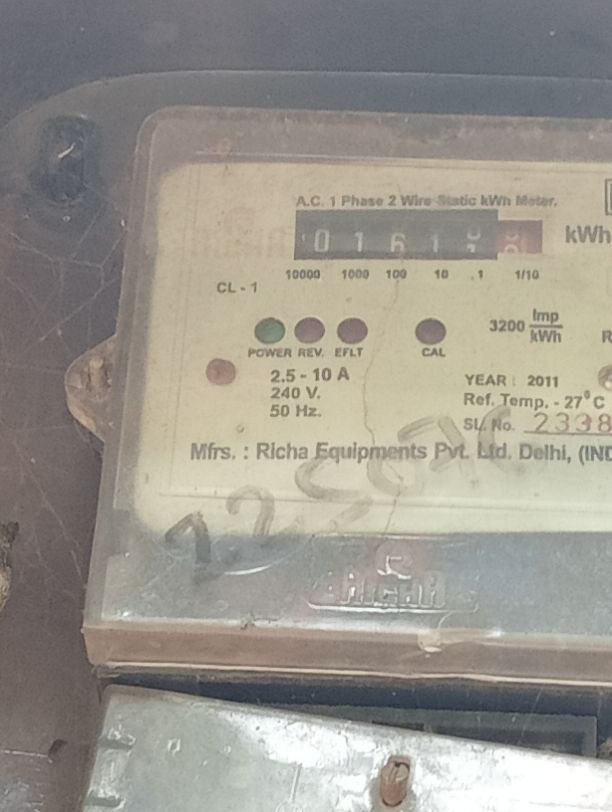 A.C. 1 Phase 2 Wire Static kWh Meter.
0 1 6 1
kWh
10000 1000 100 10 1 1/10
CL - 1
3200 Imp/kWh
POWER REV. EFLT CAL
2.5 - 10 A
240 V.
50 Hz.
YEAR : 2011
Ref. Temp. - 27°C
SL. No. 2338
Mfrs. : Richa Equipments Pvt. Ltd. Delhi, (IND
RICHA